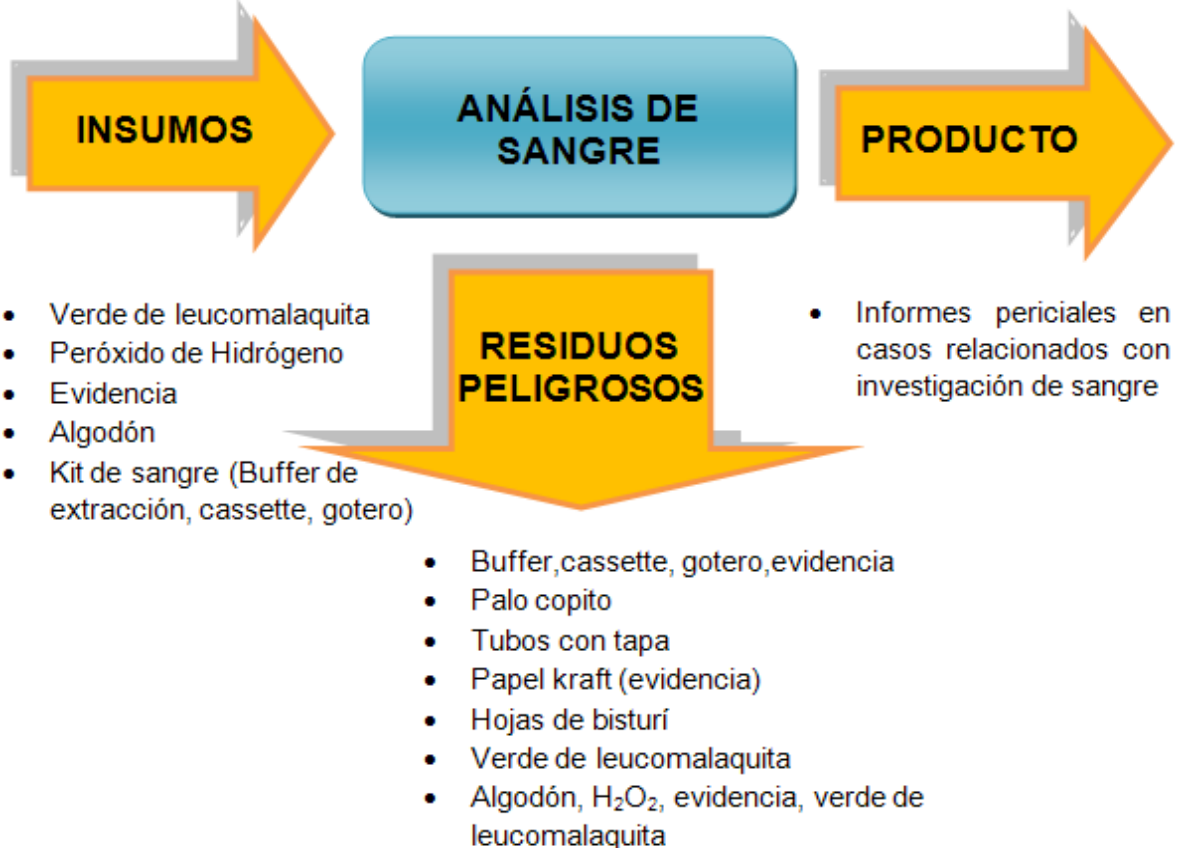 INSUMOS
ANÁLISIS DE
SANGRE
PRODUCTO
• Verde de leucomalaquita
• Peróxido de Hidrógeno
• Evidencia
• Algodón
• Kit de sangre (Buffer de
extracción, cassette, gotero)
RESIDUOS
PELIGROSOS
• Informes periciales en
casos relacionados con
investigación de sangre
• Buffer,cassette, gotero,evidencia
• Palo copito
• Tubos con tapa
• Papel kraft (evidencia)
• Hojas de bisturí
• Verde de leucomalaquita
• Algodón, H₂O₂, evidencia, verde de
leucomalaquita